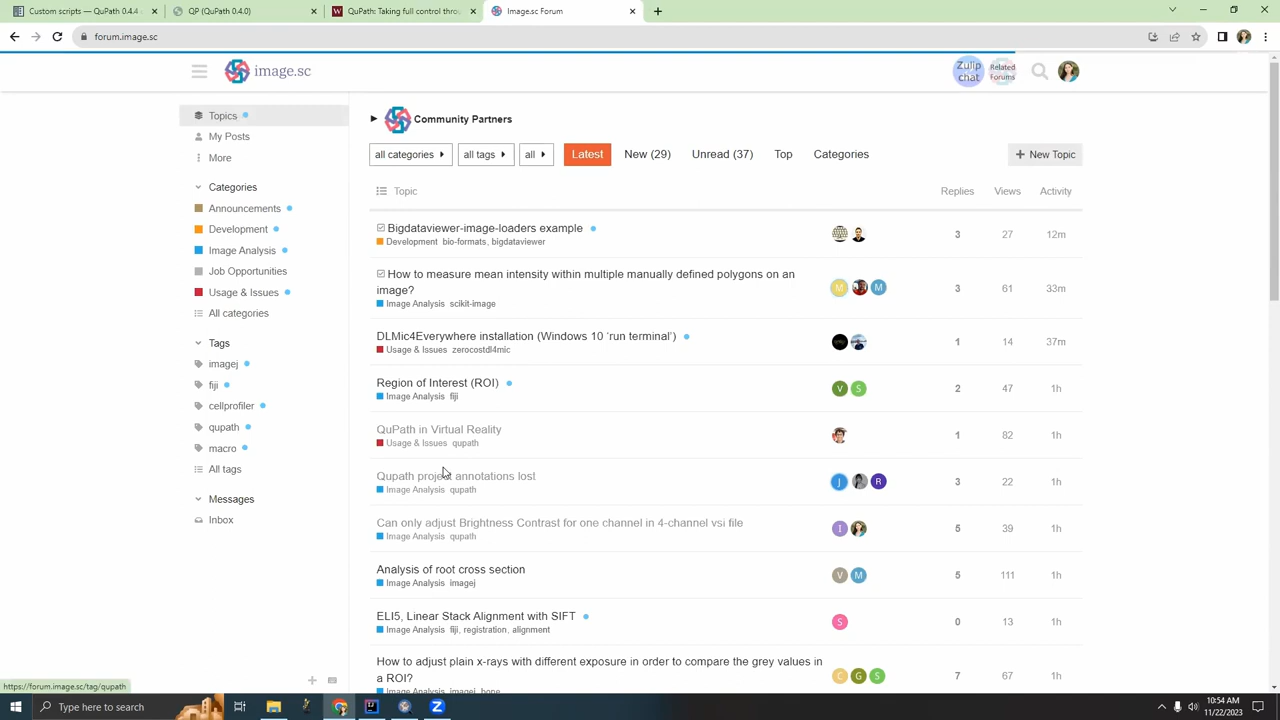 Custom scripts — QuPath 0.4.4
QP (QuPath 0.5.0)
QuPath: Taking full control thro
Image.sc Forum
forum.image.sc
image.sc
Zulip chat
Related Forums
Topics
My Posts
More
Categories
Announcements
Development
Image Analysis
Job Opportunities
Usage & Issues
All categories
Tags
imagej
fiji
cellprofiler
qupath
macro
All tags
Messages
Inbox
Community Partners
all categories
all tags
all
Latest
New (29)
Unread (37)
Top
Categories
New Topic
Topic
Replies
Views
Activity
Bigdataviewer-image-loaders example
Development bio-formats, bigdataviewer
3 27 12m
How to measure mean intensity within multiple manually defined polygons on an
image?
Image Analysis scikit-image
M M
3 61 33m
DLMic4Everywhere installation (Windows 10 ‘run terminal’)
Usage & Issues zerocostdl4mic
1 14 37m
Region of Interest (ROI)
Image Analysis fiji
V S
2 47 1h
QuPath in Virtual Reality
Usage & Issues qupath
1 82 1h
Qupath project annotations lost
Image Analysis qupath
J R
3 22 1h
Can only adjust Brightness Contrast for one channel in 4-channel vsi file
Image Analysis qupath
I
5 39 1h
Analysis of root cross section
Image Analysis imagej
V M
5 111 1h
ELI5, Linear Stack Alignment with SIFT
Image Analysis fiji, registration, alignment
S
0 13 1h
How to adjust plain x-rays with different exposure in order to compare the grey values in
a ROI?
Image Analysis imagej, bone
C G S
7 67 1h
https://forum.image.sc/tag/qupath
Type here to search
10:54 AM
11/22/2023